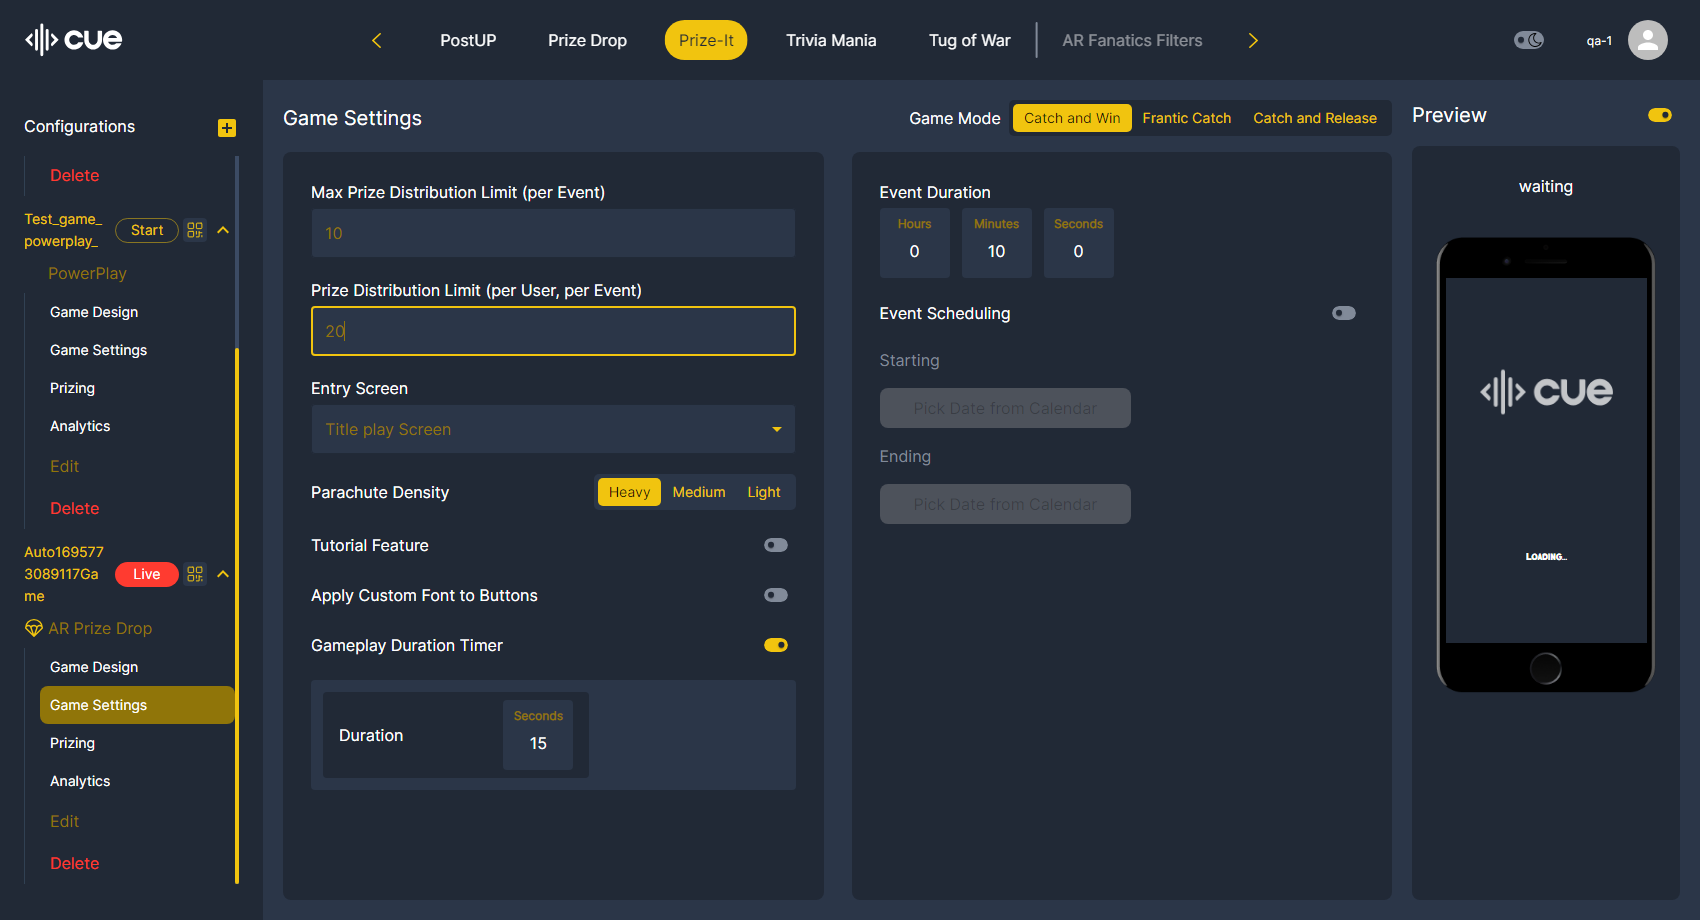 cue
PostUP
Prize Drop
Prize-It
Trivia Mania
Tug of War
AR Fanatics Filters
qa-1
Configurations
Delete
Test_game_
powerplay_
Start
PowerPlay
Game Design
Game Settings
Prizing
Analytics
Edit
Delete
Auto169577
3089117Ga
me
Live
AR Prize Drop
Game Design
Game Settings
Prizing
Analytics
Edit
Delete
Game Settings
Game Mode
Catch and Win
Frantic Catch
Catch and Release
Max Prize Distribution Limit (per Event)
10
Prize Distribution Limit (per User, per Event)
20
Entry Screen
Title play Screen
Parachute Density
Heavy
Medium
Light
Tutorial Feature
Apply Custom Font to Buttons
Gameplay Duration Timer
Duration
Seconds
15
Event Duration
Hours
0
Minutes
10
Seconds
0
Event Scheduling
Starting
Pick Date from Calendar
Ending
Pick Date from Calendar
Preview
waiting
cue
LOADING...